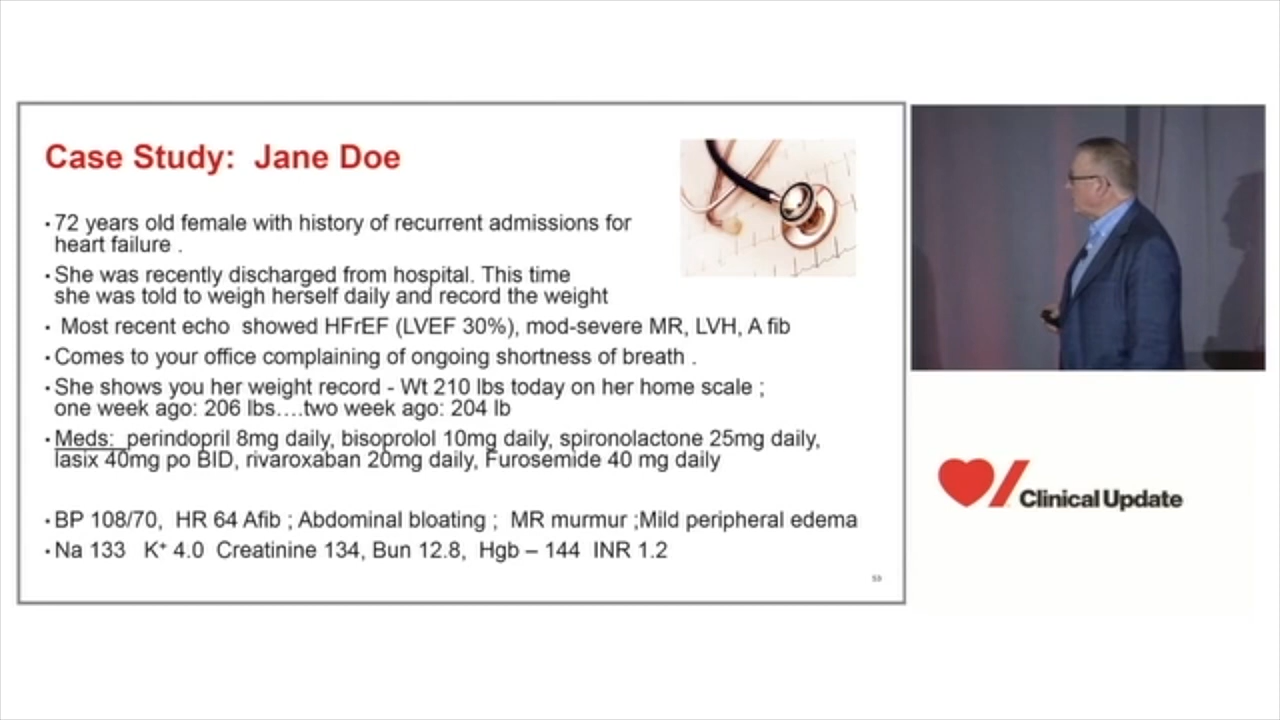 Case Study:  Jane Doe
· 72 years old female with history of recurrent admissions for
heart failure .
· She was recently discharged from hospital. This time
she was told to weigh herself daily and record the weight
·  Most recent echo  showed HFrEF (LVEF 30%), mod-severe MR, LVH, A fib
· Comes to your office complaining of ongoing shortness of breath .
· She shows you her weight record - Wt 210 lbs today on her home scale ;
one week ago: 206 lbs….two week ago: 204 lb
· Meds:  perindopril 8mg daily, bisoprolol 10mg daily, spironolactone 25mg daily,
lasix 40mg po BID, rivaroxaban 20mg daily, Furosemide 40 mg daily
· BP 108/70,  HR 64 Afib ; Abdominal bloating ;  MR murmur ;Mild peripheral edema
· Na 133   K⁺ 4.0  Creatinine 134, Bun 12.8,  Hgb – 144  INR 1.2
53
Clinical Update